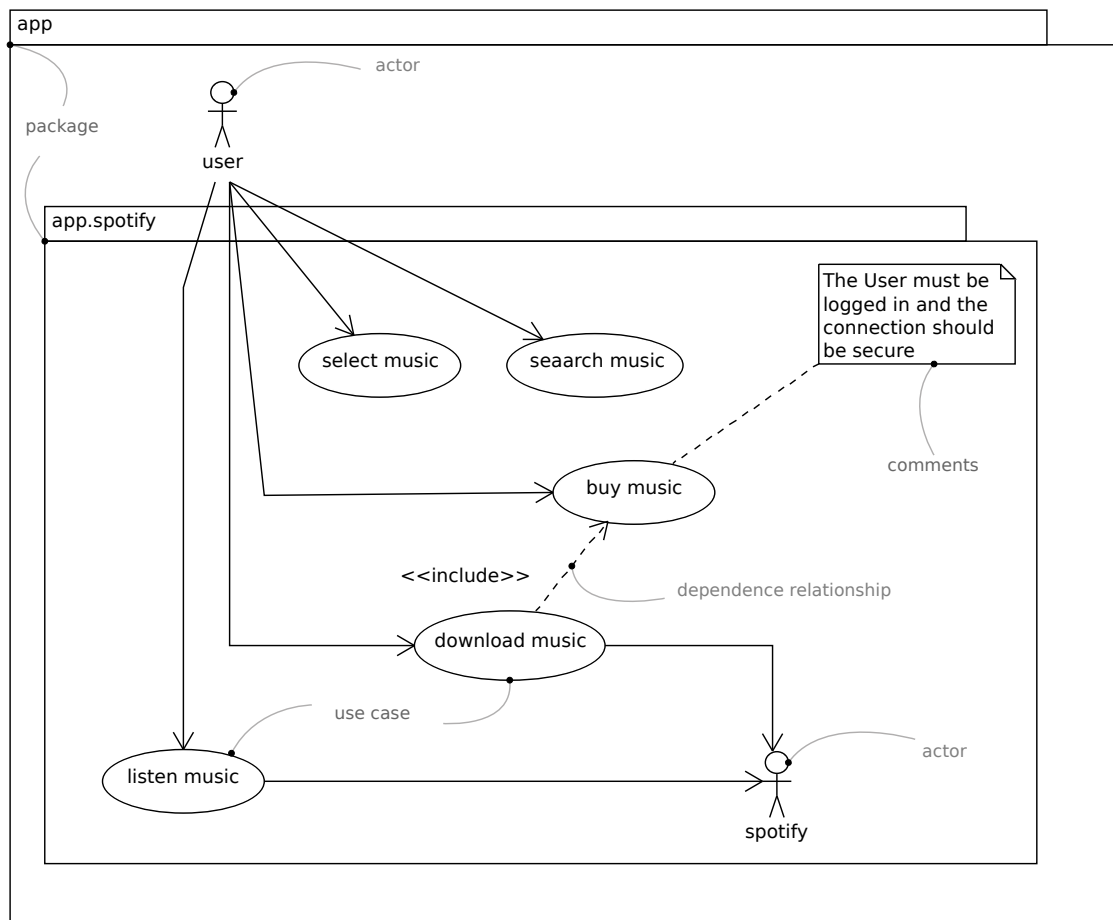 app
actor
package
user
app.spotify
The User must be
logged in and the
connection should
be secure
select music
seaarch music
comments
buy music
<<include>>
dependence relationship
download music
use case
actor
listen music
spotify